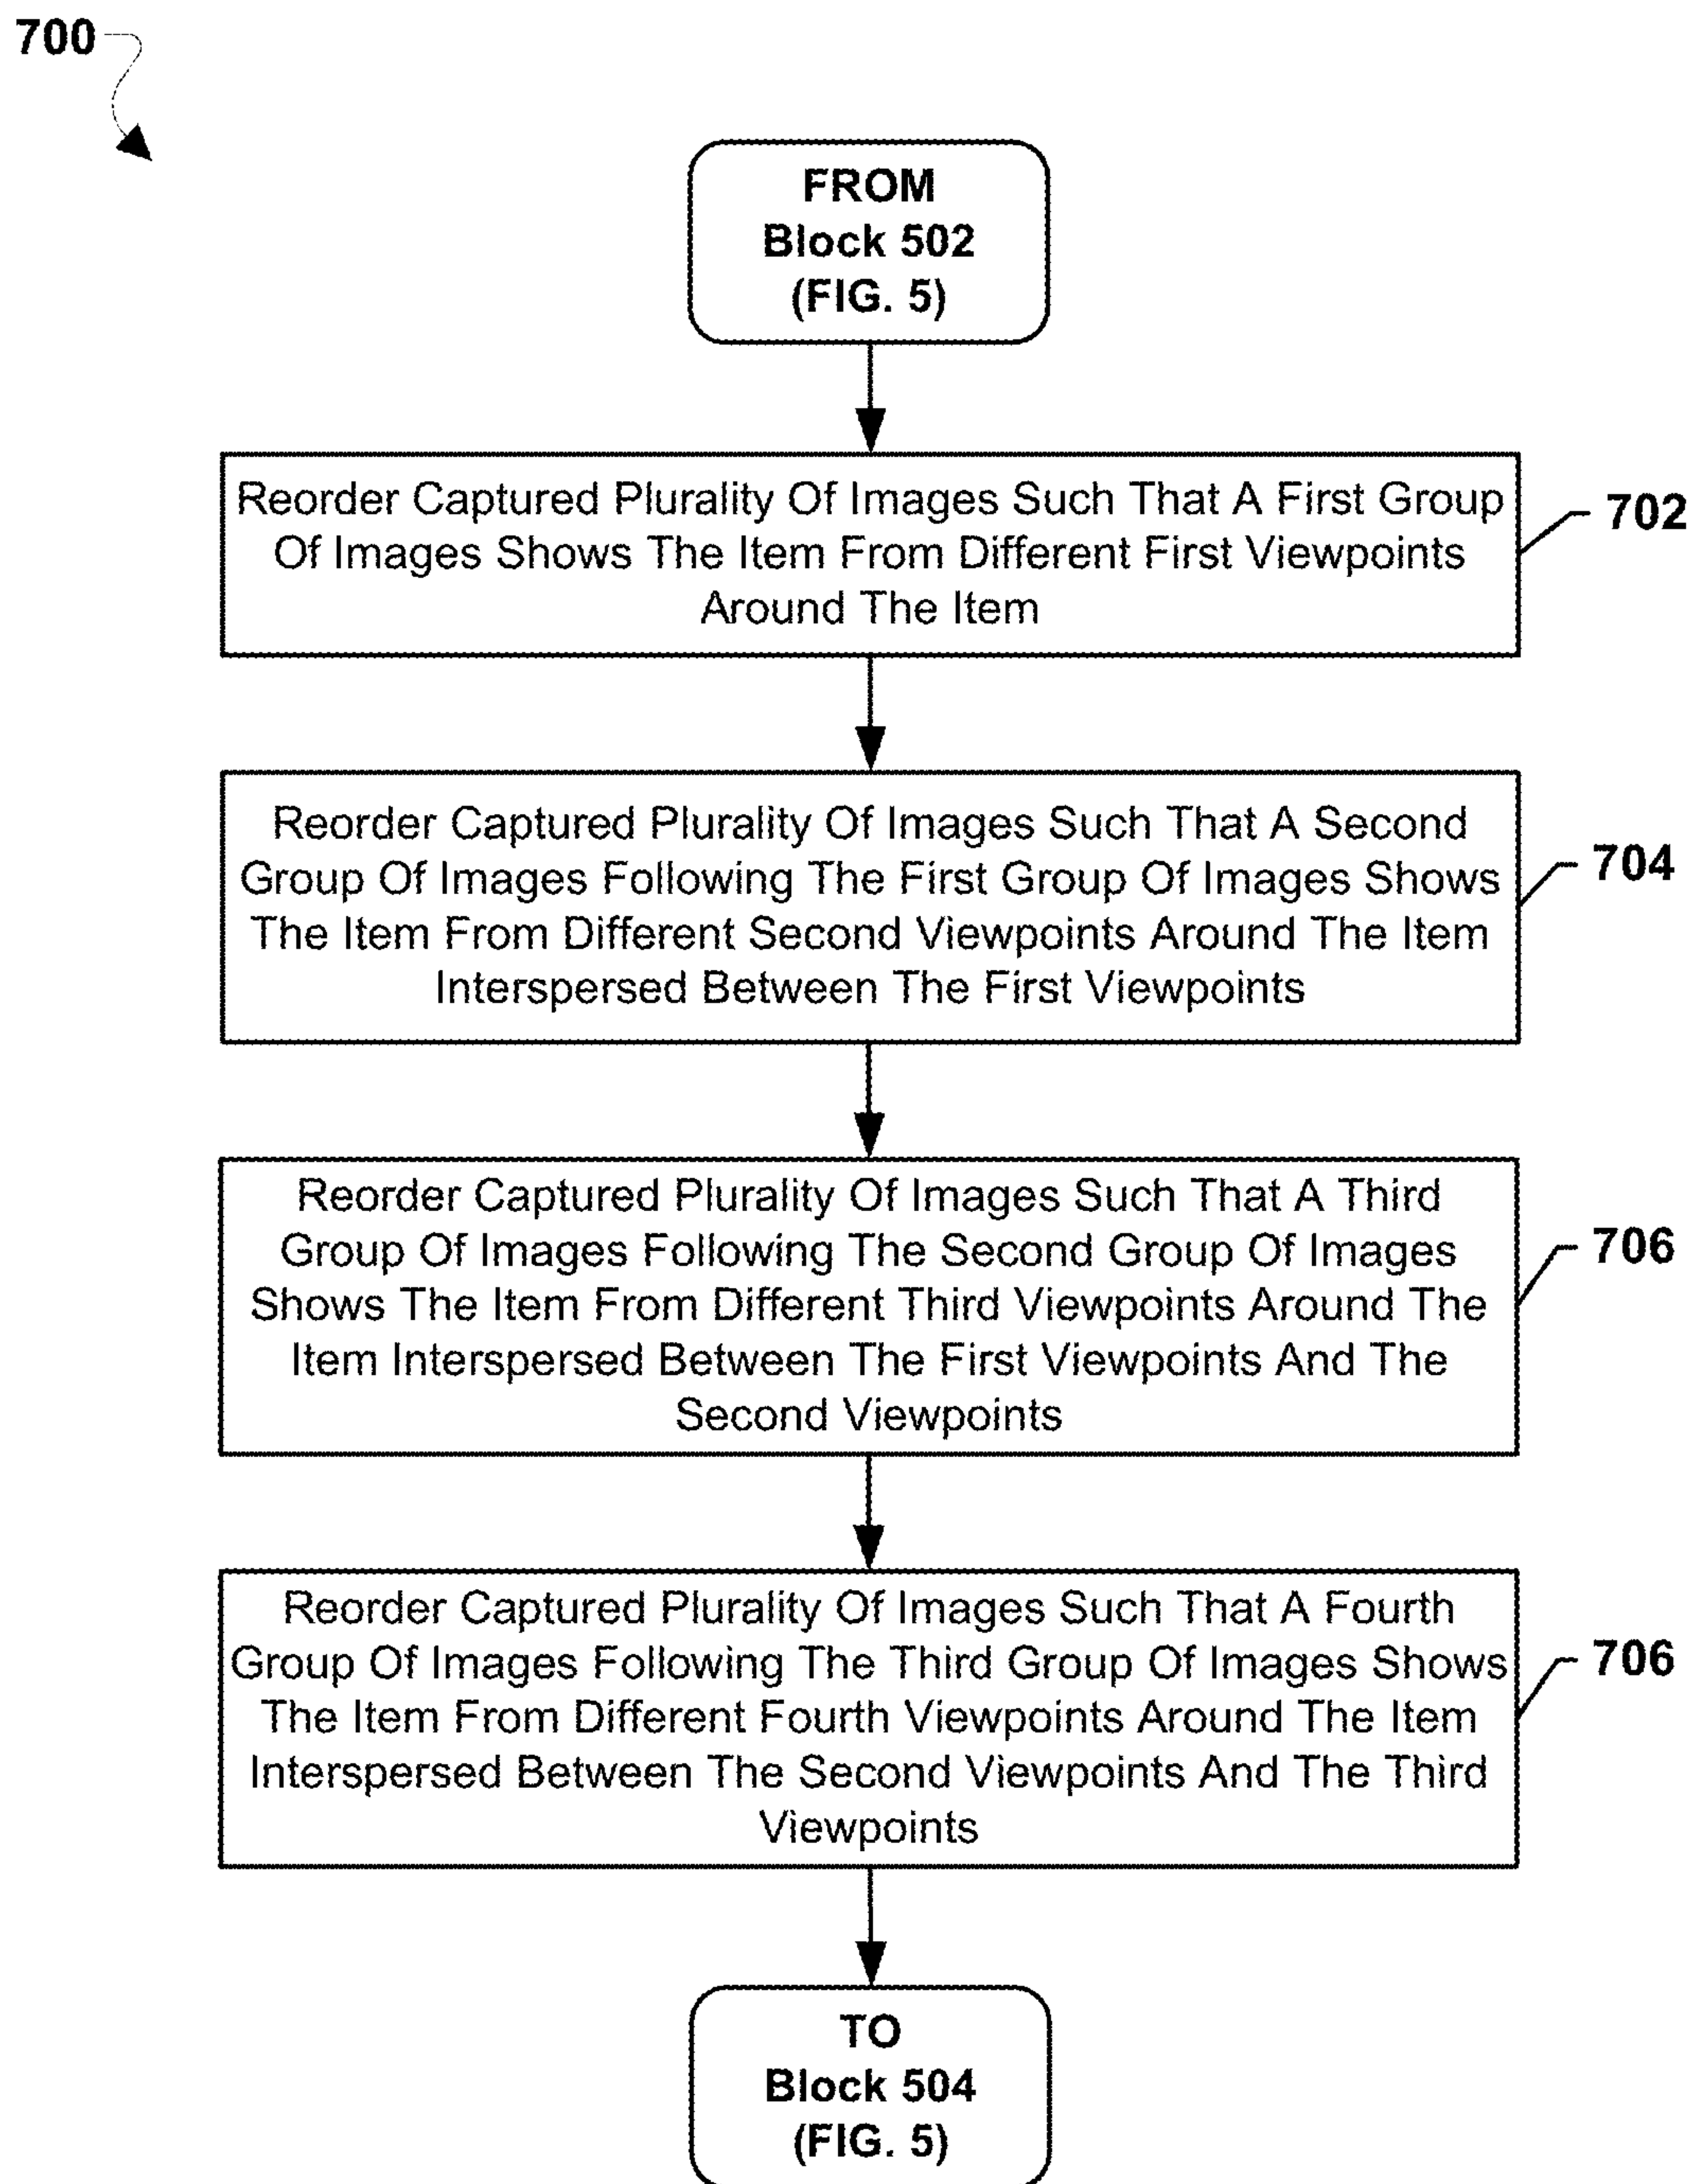 700
FROM
Block 502
(FIG. 5)
Reorder Captured Plurality Of Images Such That A First Group
Of Images Shows The Item From Different First Viewpoints
Around The Item
702
Reorder Captured Plurality Of Images Such That A Second
Group Of Images Following The First Group Of Images Shows
The Item From Different Second Viewpoints Around The Item
Interspersed Between The First Viewpoints
704
Reorder Captured Plurality Of Images Such That A Third
Group Of Images Following The Second Group Of Images
Shows The Item From Different Third Viewpoints Around The
Item Interspersed Between The First Viewpoints And The
Second Viewpoints
706
Reorder Captured Plurality Of Images Such That A Fourth
Group Of Images Following The Third Group Of Images Shows
The Item From Different Fourth Viewpoints Around The Item
Interspersed Between The Second Viewpoints And The Third
Viewpoints
706
TO
Block 504
(FIG. 5)